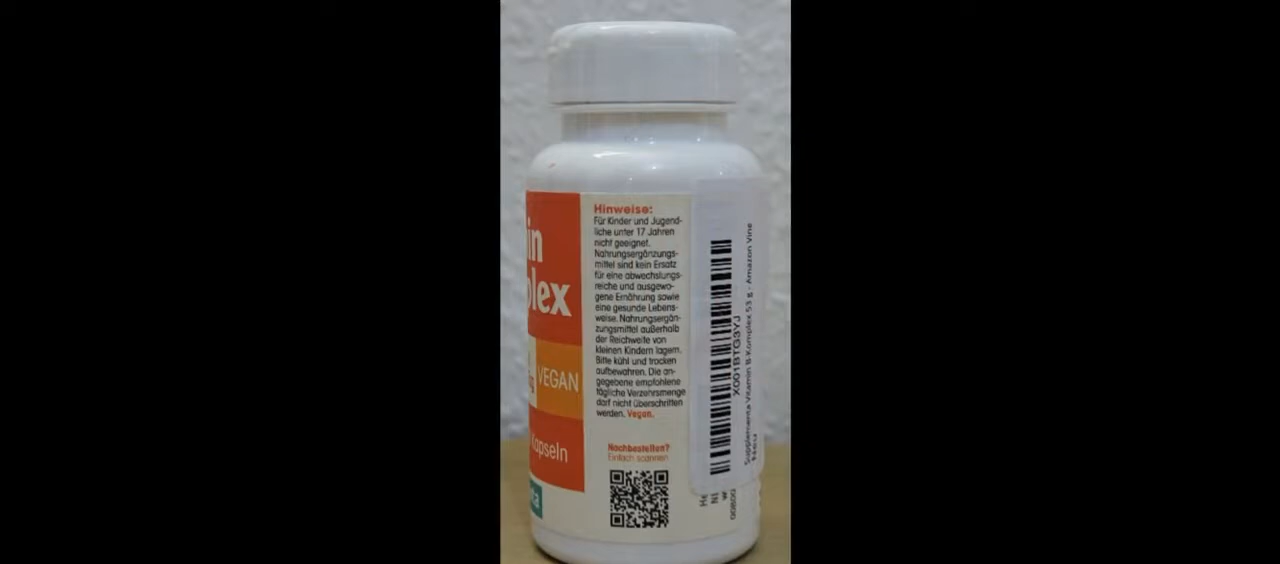 in
plex
VEGAN
Kapseln
Hinweise:
Für Kinder und Jugend-
liche unter 17 Jahren
nicht geeignet.
Nahrungsergänzungs-
mittel sind kein Ersatz
für eine abwechslungs-
reiche und ausgewo-
gene Ernährung sowie
eine gesunde Lebens-
weise. Nahrungsergän-
zungsmittel außerhalb
der Reichweite von
kleinen Kindern lagern.
Bitte kühl und trocken
aufbewahren. Die an-
gegebene empfohlene
tägliche Verzehrsmenge
darf nicht überschritten
werden. Vegan.
Nachbestellen?
Einfach scannen
X001BTG3YJ
Supplementa Vitamin B Komplex 53 g - Amazon Vine
Neu